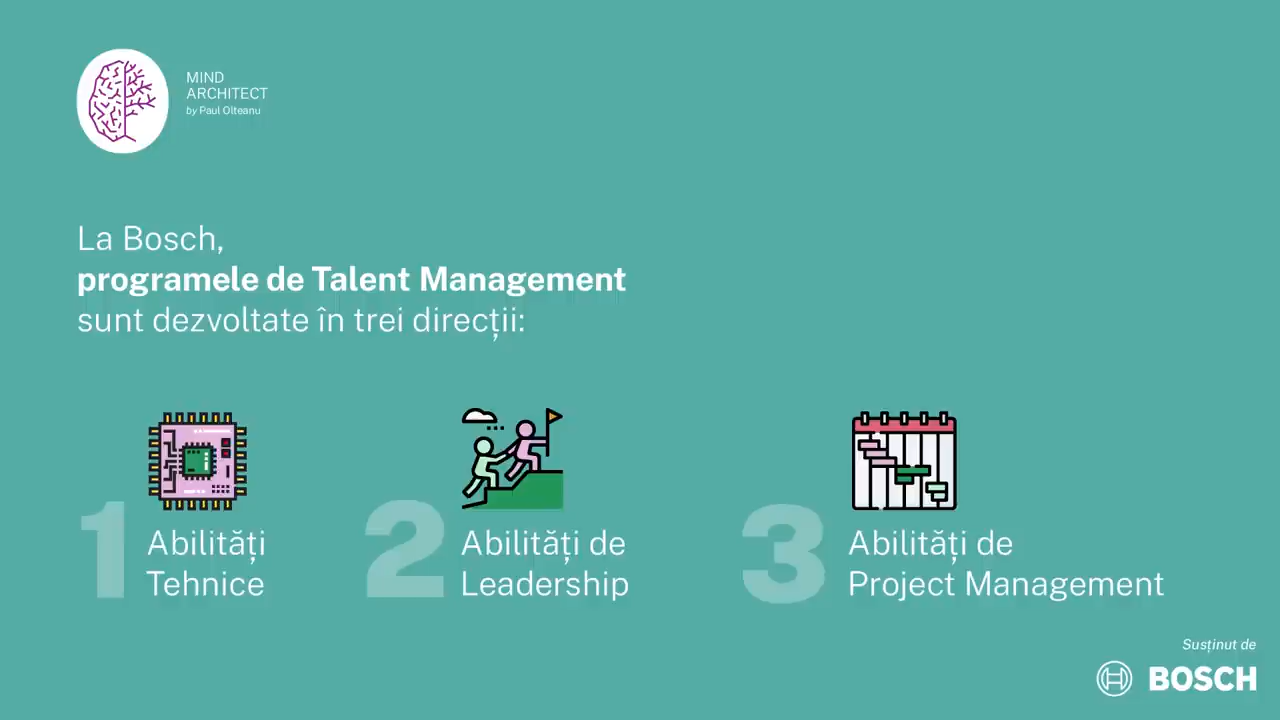 MIND
ARCHITECT
by Paul Olteanu
La Bosch,
programele de Talent Management
sunt dezvoltate în trei direcții:
1
Abilități
Tehnice
2
Abilități de
Leadership
3
Abilități de
Project Management
Susținut de
BOSCH